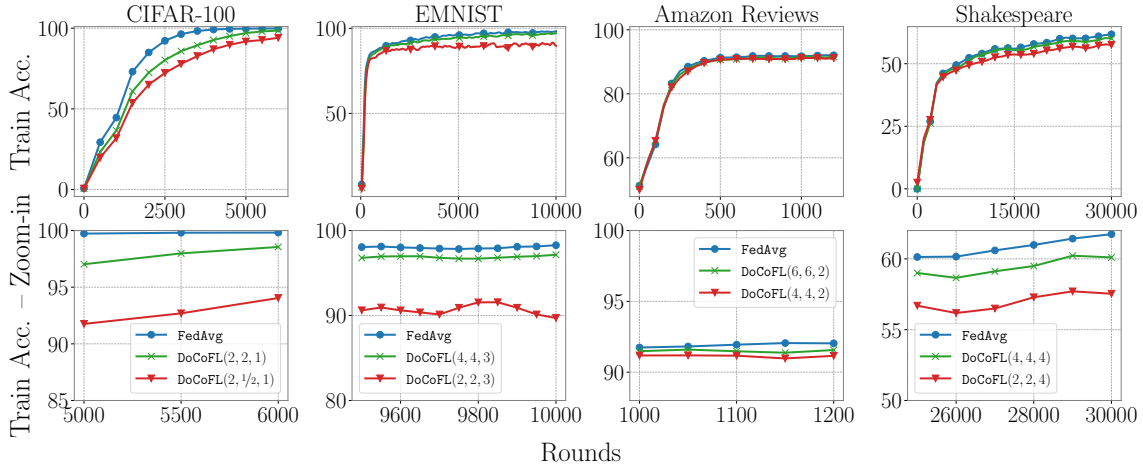 CIFAR-100
EMNIST
Amazon Reviews
Shakespeare
Train Acc.
100
50
0
0
2500
5000
100
50
0
5000
10000
100
80
60
0
500
1000
50
25
0
0
15000
30000
Train Acc. – Zoom-in
100
95
90
85
5000
5500
6000
FedAvg
DoCoFL(2, 2, 1)
DoCoFL(2, 1/2, 1)
100
90
80
9600
9800
10000
FedAvg
DoCoFL(4, 4, 3)
DoCoFL(2, 2, 3)
100
95
90
1000
1100
1200
FedAvg
DoCoFL(6, 6, 2)
DoCoFL(4, 4, 2)
60
55
50
26000
28000
30000
FedAvg
DoCoFL(4, 4, 4)
DoCoFL(2, 2, 4)
Rounds